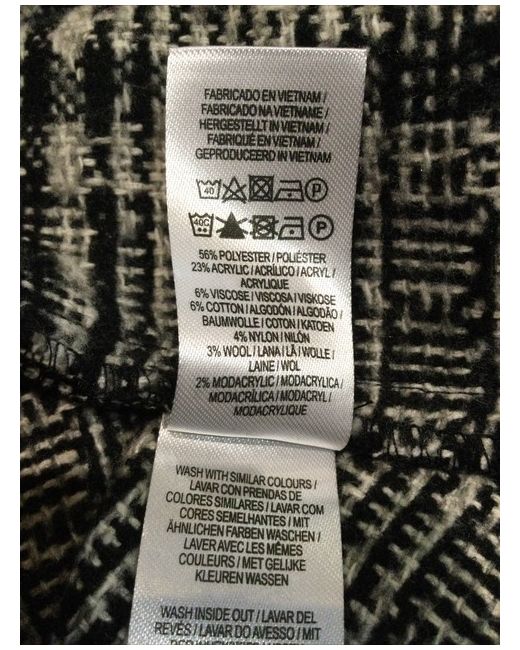 FABRICADO EN VIETNAM /
FABRICADO NA VIETNAME /
HERGESTELLT IN VIETNAM /
FABRIQUÉ EN VIETNAM /
GEPRODUCEERD IN VIETNAM
40 P
40C P
56% POLYESTER / POLIÉSTER
23% ACRYLIC / ACRÍLICO / ACRYL /
ACRYLIQUE
6% VISCOSE / VISCOSA / VISKOSE
6% COTTON / ALGODÓN / ALGODÃO /
BAUMWOLLE / COTON / KATOEN
4% NYLON / NILÓN
3% WOOL / LANA / LÃ / WOLLE /
LAINE / WOL
2% MODACRYLIC / MODACRYLICA /
MODACRÍLICA / MODACRYL /
MODACRYLIQUE
WASH WITH SIMILAR COLOURS /
LAVAR CON PRENDAS DE
COLORES SIMILARES / LAVAR COM
CORES SEMELHANTES / MIT
ÄHNLICHEN FARBEN WASCHEN /
LAVER AVEC LES MÊMES
COULEURS / MET GELIJKE
KLEUREN WASSEN
WASH INSIDE OUT / LAVAR DEL
REVÉS / LAVAR DO AVESSO / MIT